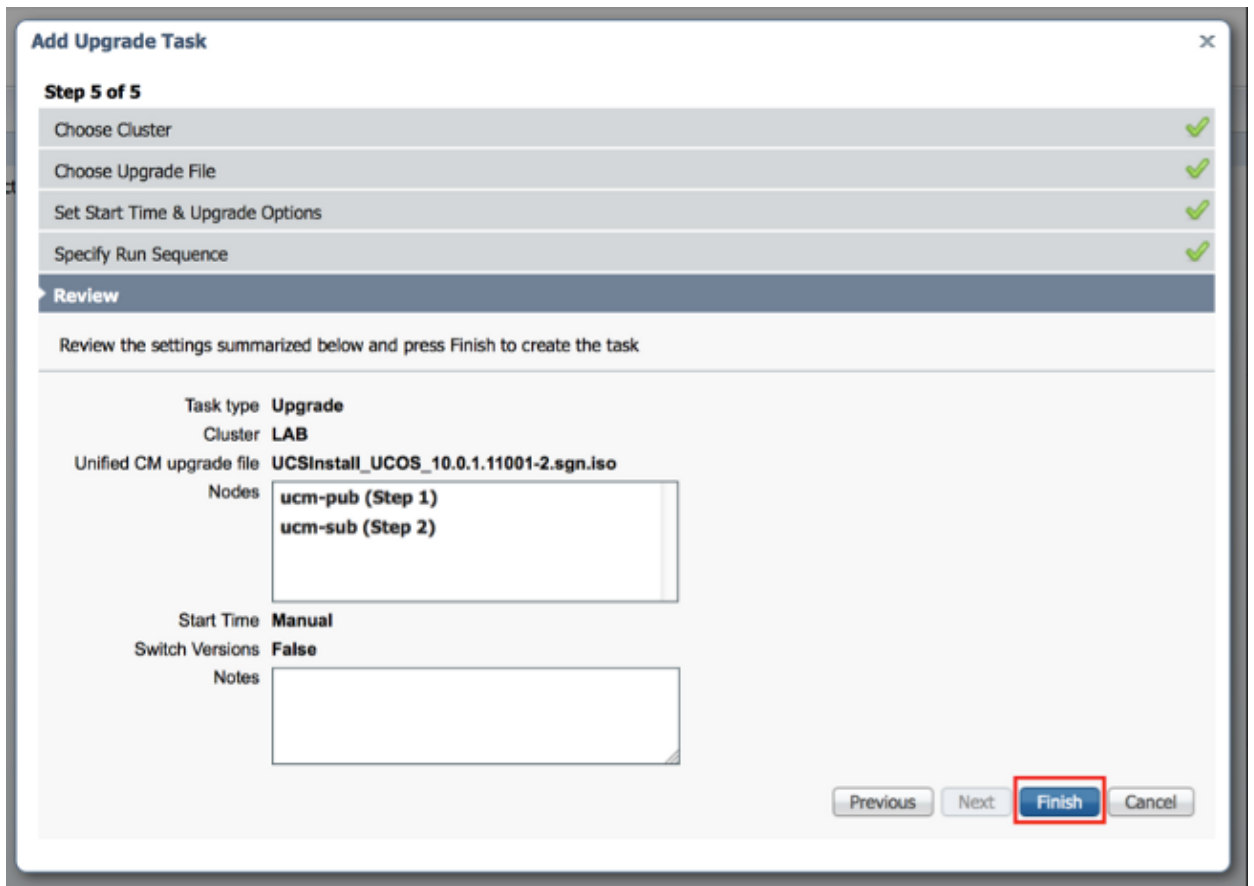 Add Upgrade Task
x
Step 5 of 5
Choose Cluster
Choose Upgrade File
Set Start Time & Upgrade Options
Specify Run Sequence
Review
Review the settings summarized below and press Finish to create the task
Task type Upgrade
Cluster LAB
Unified CM upgrade file UCSInstall_UCOS_10.0.1.11001-2.sgn.iso
Nodes ucm-pub (Step 1)
ucm-sub (Step 2)
Start Time Manual
Switch Versions False
Notes
Previous Next Finish Cancel